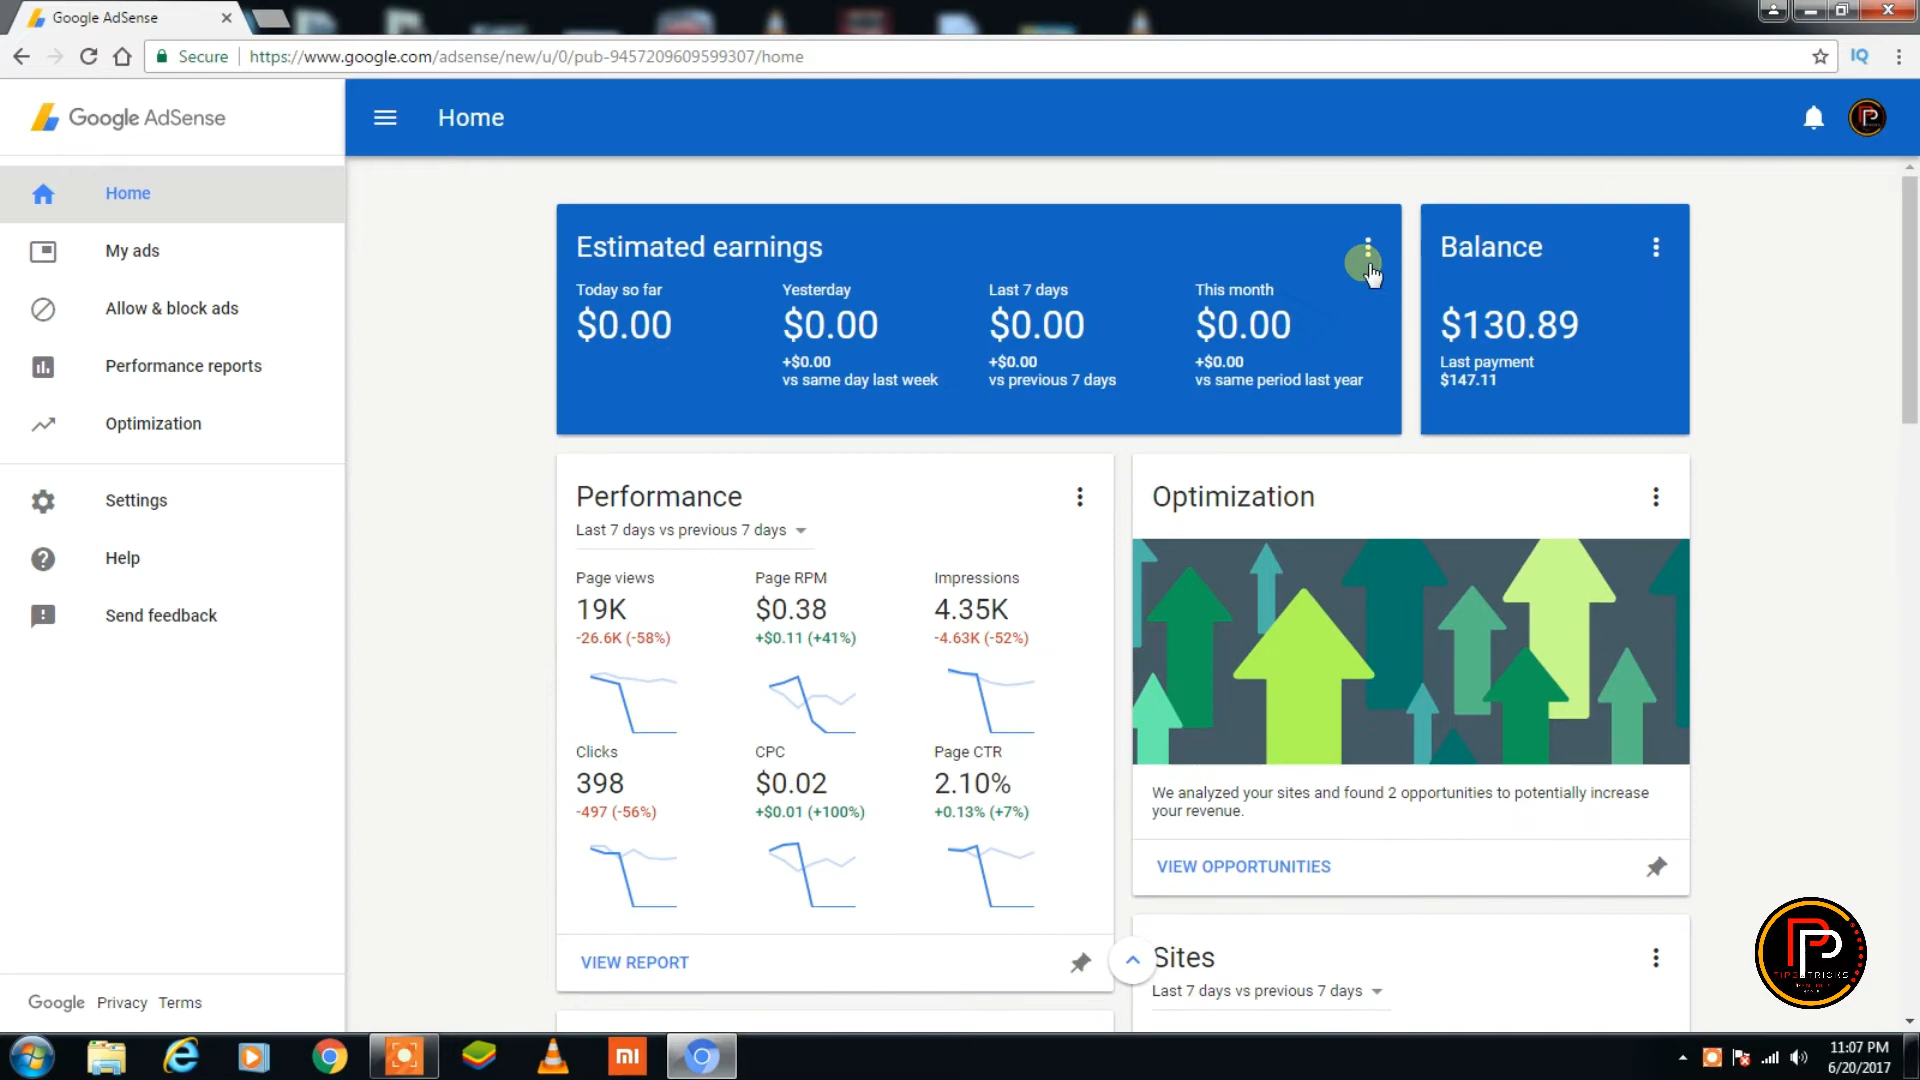 Google AdSense
Secure
https://www.google.com/adsense/new/u/0/pub-9457209609599307/home
IQ
Google AdSense
Home
Home
My ads
Allow & block ads
Performance reports
Optimization
Settings
Help
Send feedback
Google Privacy Terms
Estimated earnings
Today so far
$0.00
Yesterday
$0.00
+$0.00
vs same day last week
Last 7 days
$0.00
+$0.00
vs previous 7 days
This month
$0.00
+$0.00
vs same period last year
Balance
$130.89
Last payment
$147.11
Performance
Last 7 days vs previous 7 days
Page views
19K
-26.6K (-58%)
Page RPM
$0.38
+$0.11 (+41%)
Impressions
4.35K
-4.63K (-52%)
Clicks
398
-497 (-56%)
CPC
$0.02
+$0.01 (+100%)
Page CTR
2.10%
+0.13% (+7%)
VIEW REPORT
Optimization
We analyzed your sites and found 2 opportunities to potentially increase
your revenue.
VIEW OPPORTUNITIES
Sites
Last 7 days vs previous 7 days
mi
11:07 PM
6/20/2017